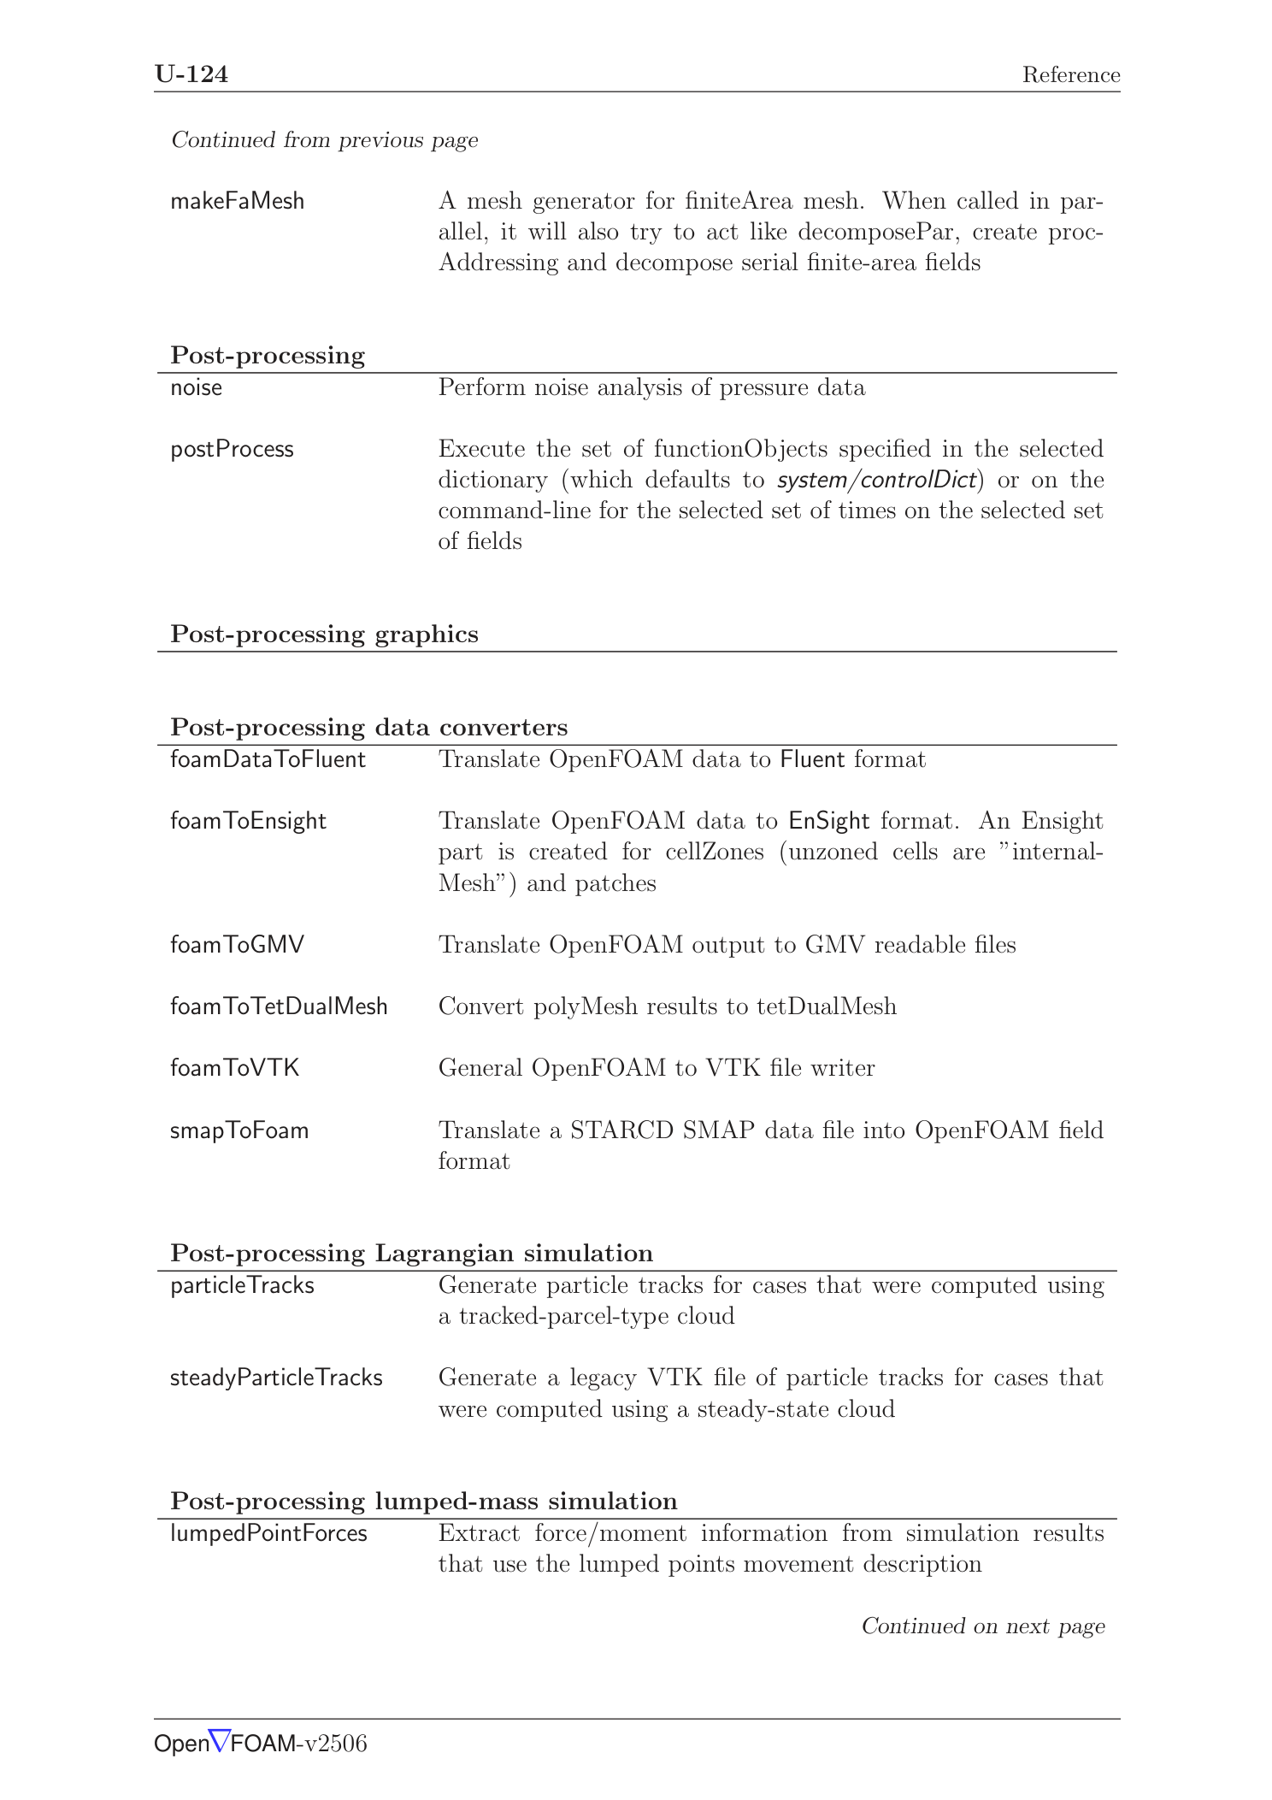 U-124 Reference
Continued from previous page
makeFaMesh A mesh generator for finiteArea mesh. When called in par-
allel, it will also try to act like decomposePar, create proc-
Addressing and decompose serial finite-area fields
Post-processing
noise Perform noise analysis of pressure data
postProcess Execute the set of functionObjects specified in the selected
dictionary (which defaults to system/controlDict) or on the
command-line for the selected set of times on the selected set
of fields
Post-processing graphics
Post-processing data converters
foamDataToFluent Translate OpenFOAM data to Fluent format
foamToEnsight Translate OpenFOAM data to EnSight format. An Ensight
part is created for cellZones (unzoned cells are ”internal-
Mesh”) and patches
foamToGMV Translate OpenFOAM output to GMV readable files
foamToTetDualMesh Convert polyMesh results to tetDualMesh
foamToVTK General OpenFOAM to VTK file writer
smapToFoam Translate a STARCD SMAP data file into OpenFOAM field
format
Post-processing Lagrangian simulation
particleTracks Generate particle tracks for cases that were computed using
a tracked-parcel-type cloud
steadyParticleTracks Generate a legacy VTK file of particle tracks for cases that
were computed using a steady-state cloud
Post-processing lumped-mass simulation
lumpedPointForces Extract force/moment information from simulation results
that use the lumped points movement description
Continued on next page
Open∇FOAM-v2506